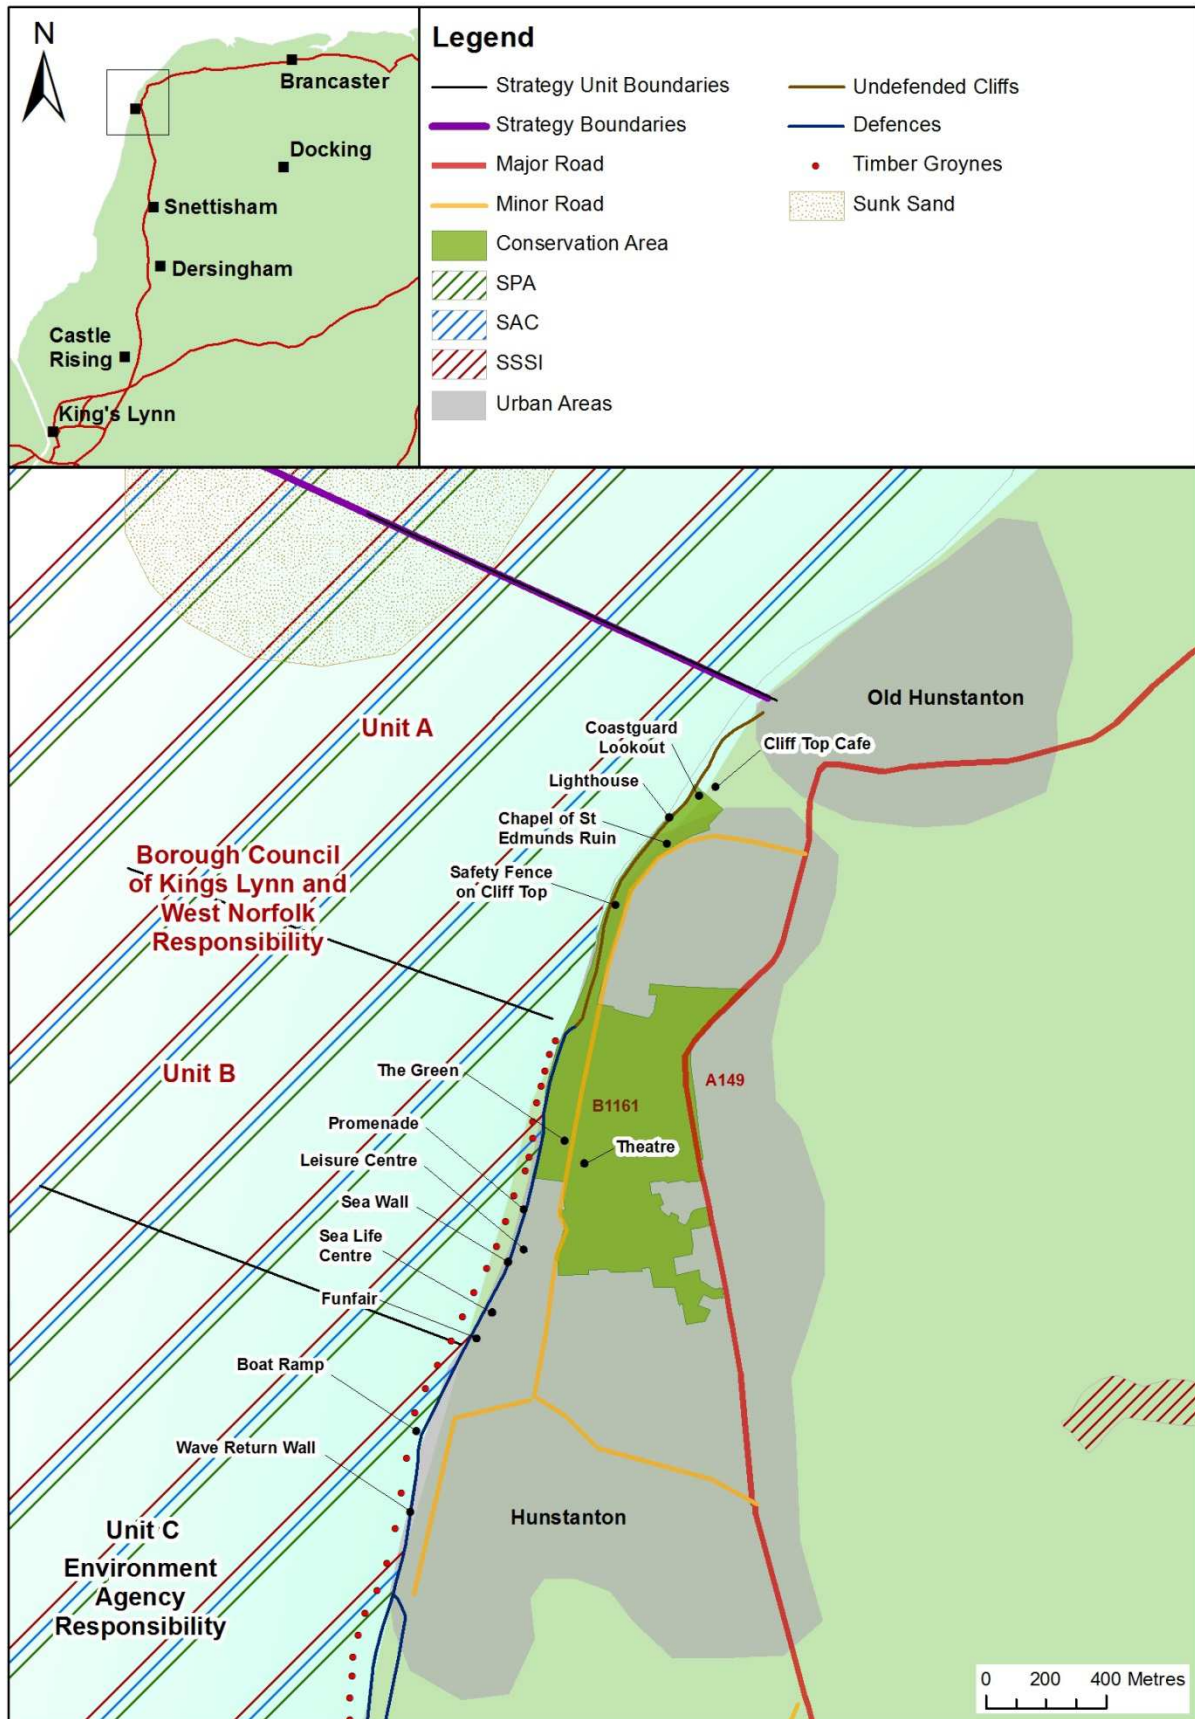 N
Brancaster
Docking
Snettisham
Dersingham
Castle
Rising
King's Lynn
Legend
Strategy Unit Boundaries
Strategy Boundaries
Major Road
Minor Road
Conservation Area
SPA
SAC
SSSI
Urban Areas
Undefended Cliffs
Defences
Timber Groynes
Sunk Sand
Old Hunstanton
Unit A
Coastguard
Lookout
Cliff Top Cafe
Lighthouse
Chapel of St
Edmunds Ruin
Safety Fence
on Cliff Top
Borough Council
of Kings Lynn and
West Norfolk
Responsibility
Unit B
The Green
B1161
A149
Promenade
Theatre
Leisure Centre
Sea Wall
Sea Life
Centre
Funfair
Boat Ramp
Wave Return Wall
Hunstanton
Unit C
Environment
Agency
Responsibility
0 200 400 Metres